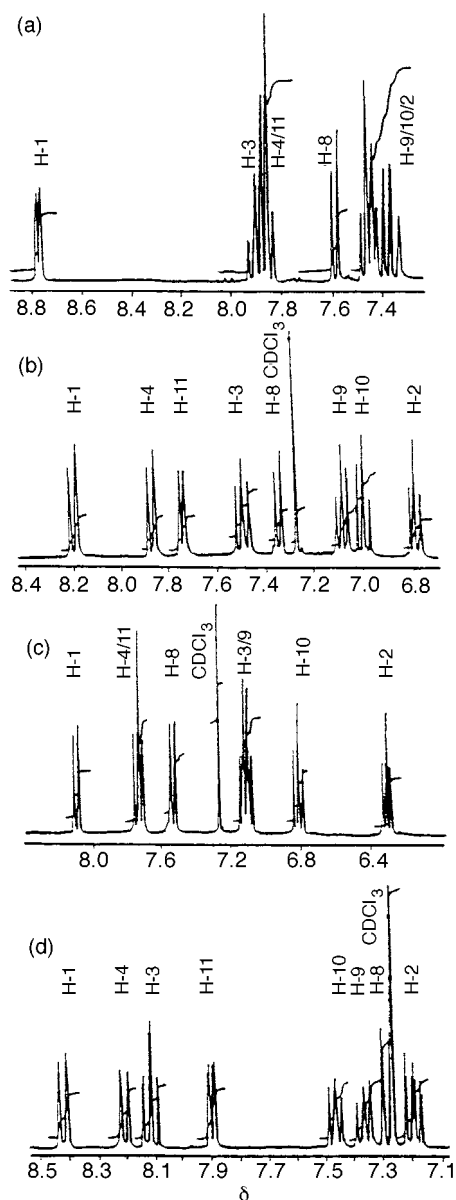 (a)
H-1
H-3
H-4/11
H-8
H-9/10/2
8.8 8.6 8.4 8.2 8.0 7.8 7.6 7.4
(b)
H-1
H-4
H-11
H-3
H-8
CDCl3
H-9
H-10
H-2
8.4 8.2 8.0 7.8 7.6 7.4 7.2 7.0 6.8
(c)
H-1
H-4/11
H-8
CDCl3
H-3/9
H-10
H-2
8.0 7.6 7.2 6.8 6.4
(d)
H-1
H-4
H-3
H-11
H-10
H-9
H-8
CDCl3
H-2
8.5 8.3 8.1 7.9 7.7 7.5 7.3 7.1
δ